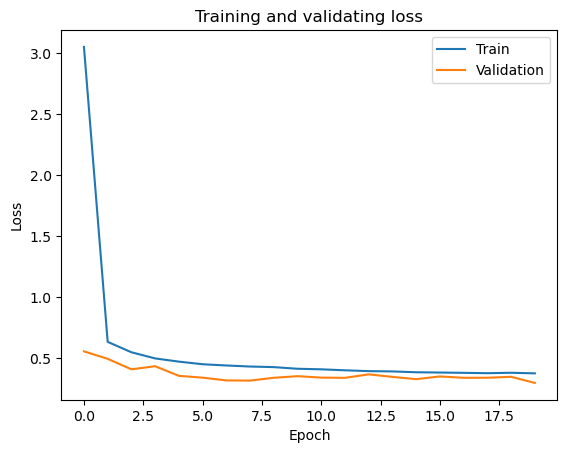 Training and validating loss
Train
Validation
3.0
2.5
2.0
1.5
1.0
0.5
Loss
0.0 2.5 5.0 7.5 10.0 12.5 15.0 17.5
Epoch